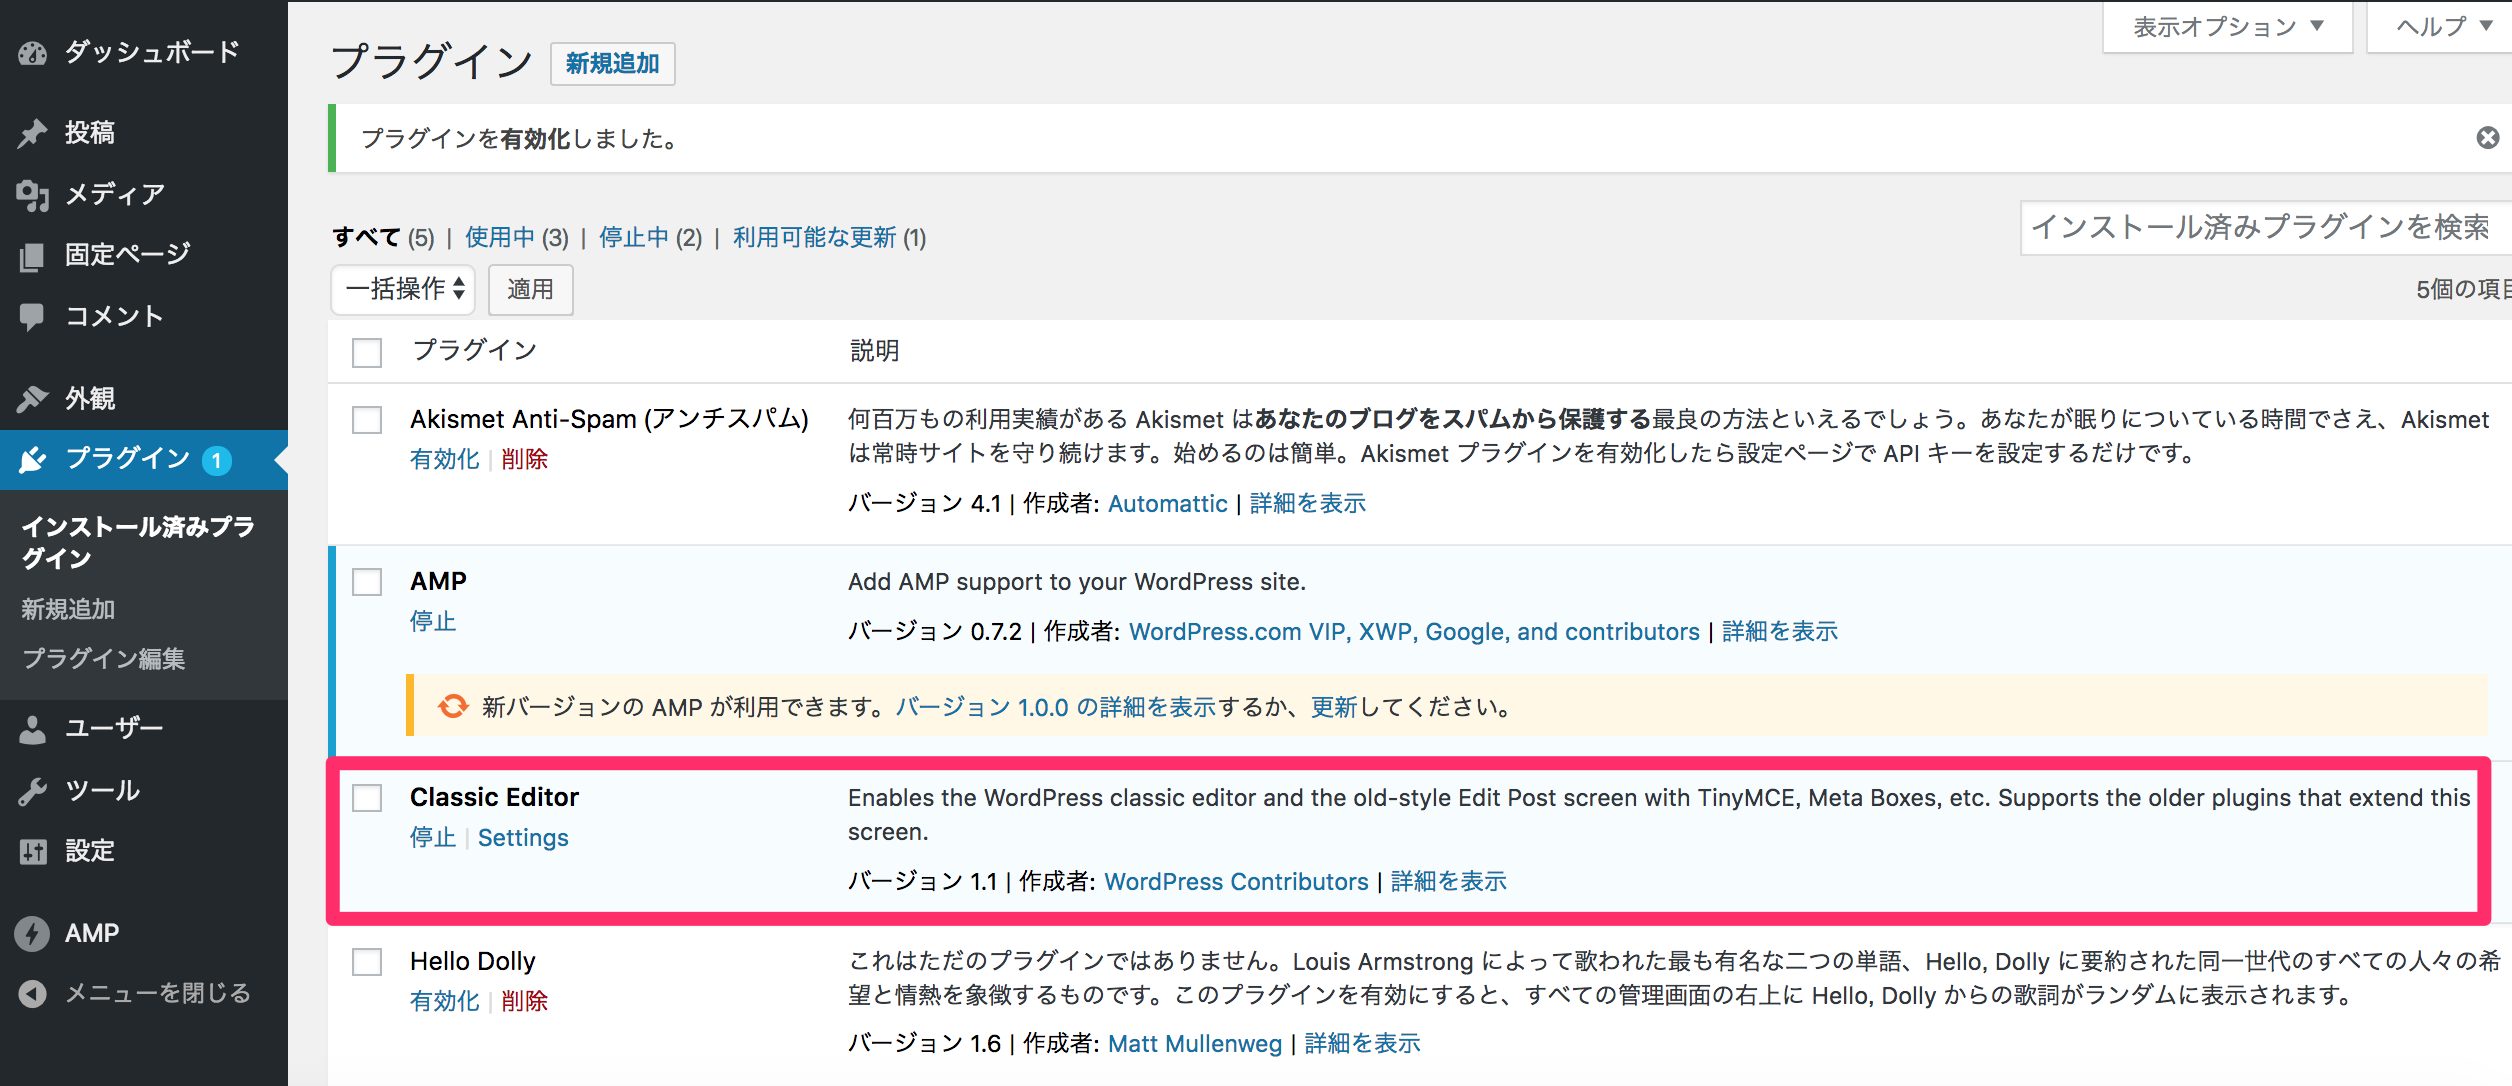 ダッシュボード
投稿
メディア
固定ページ
コメント
外観
プラグイン 1
インストール済みプラ
グイン
新規追加
プラグイン編集
ユーザー
ツール
設定
AMP
メニューを閉じる
表示オプション ▼
ヘルプ ▼
プラグイン 新規追加
プラグインを有効化しました。
すべて (5) | 使用中 (3) | 停止中 (2) | 利用可能な更新 (1)
インストール済みプラグインを検索
一括操作 適用
5個の項目
プラグイン 説明
Akismet Anti-Spam (アンチスパム)
有効化 | 削除
何百万もの利用実績がある Akismet はあなたのブログをスパムから保護する最良の方法といえるでしょう。あなたが眠りについている時間でさえ、Akismet
は常時サイトを守り続けます。始めるのは簡単。Akismet プラグインを有効化したら設定ページで API キーを設定するだけです。
バージョン 4.1 | 作成者: Automattic | 詳細を表示
AMP
停止
Add AMP support to your WordPress site.
バージョン 0.7.2 | 作成者: WordPress.com VIP, XWP, Google, and contributors | 詳細を表示
新バージョンの AMP が利用できます。バージョン 1.0.0 の詳細を表示するか、更新してください。
Classic Editor
停止 | Settings
Enables the WordPress classic editor and the old-style Edit Post screen with TinyMCE, Meta Boxes, etc. Supports the older plugins that extend this
screen.
バージョン 1.1 | 作成者: WordPress Contributors | 詳細を表示
Hello Dolly
有効化 | 削除
これはただのプラグインではありません。Louis Armstrong によって歌われた最も有名な二つの単語、Hello, Dolly に要約された同一世代のすべての人々の希
望と情熱を象徴するものです。このプラグインを有効にすると、すべての管理画面の右上に Hello, Dolly からの歌詞がランダムに表示されます。
バージョン 1.6 | 作成者: Matt Mullenweg | 詳細を表示